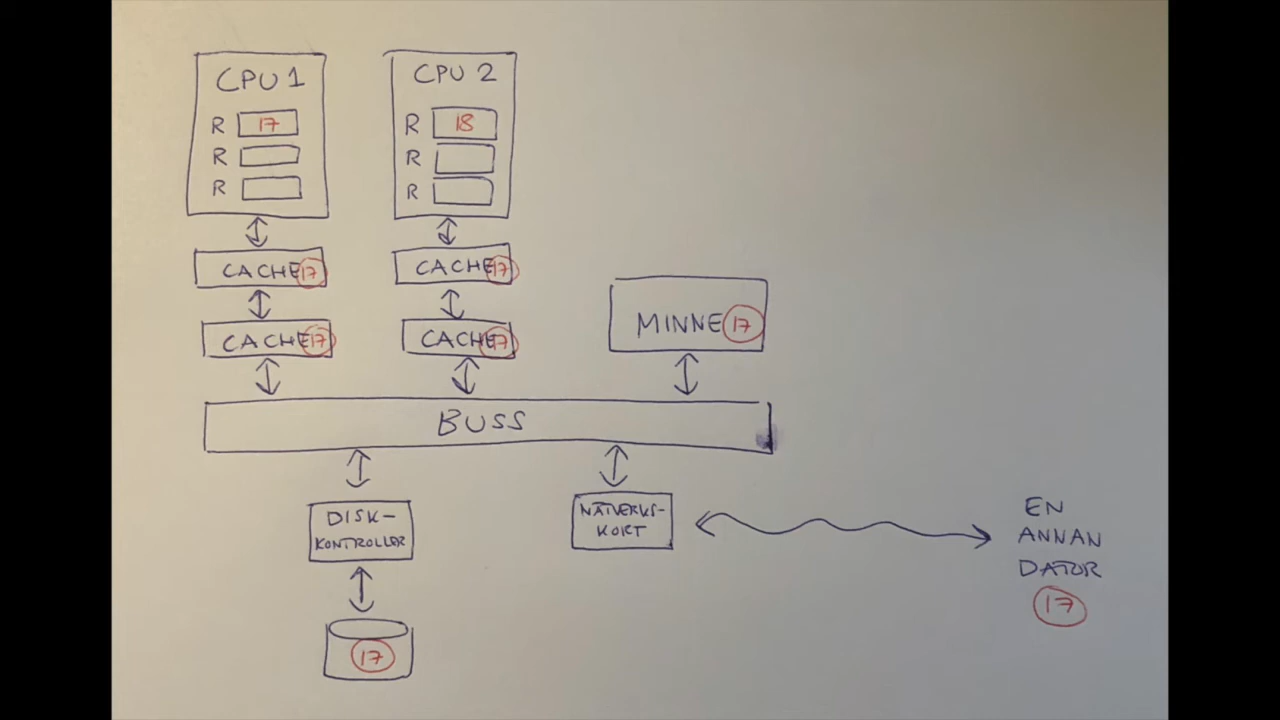 CPU 1
R 17
R
R
CPU 2
R 18
R
R
CACHE 17
CACHE 17
CACHE 17
CACHE 17
MINNE 17
BUSS
DISK-
KONTROLLER
17
NÄTVERKS-
KORT
EN
ANNAN
DATOR
17